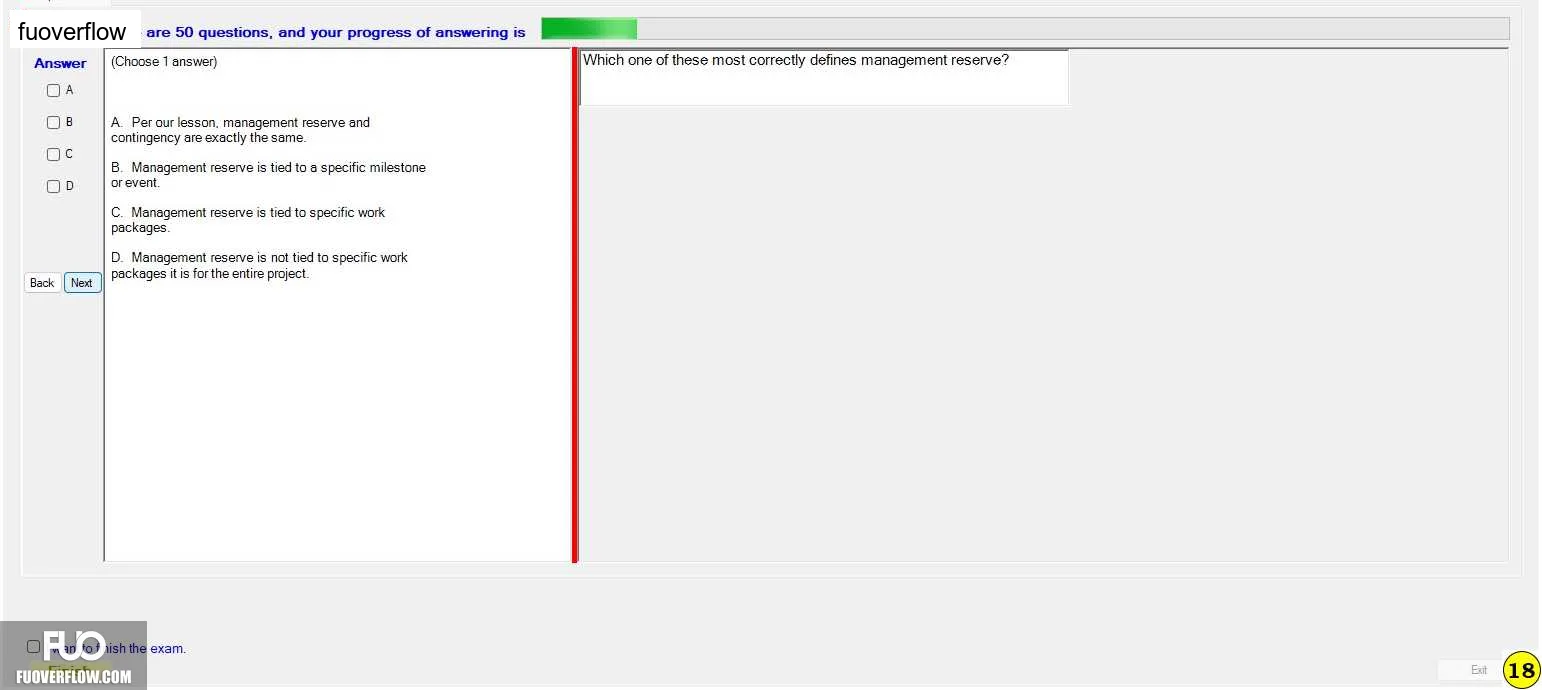 fuoverflow
are 50 questions, and your progress of answering is
Answer
A
B
C
D
Back
Next
(Choose 1 answer)
A. Per our lesson, management reserve and
contingency are exactly the same.
B. Management reserve is tied to a specific milestone
or event.
C. Management reserve is tied to specific work
packages.
D. Management reserve is not tied to specific work
packages it is for the entire project.
Which one of these most correctly defines management reserve?
the exam.
FUO
FUOVERFLOW.COM
Exit
18